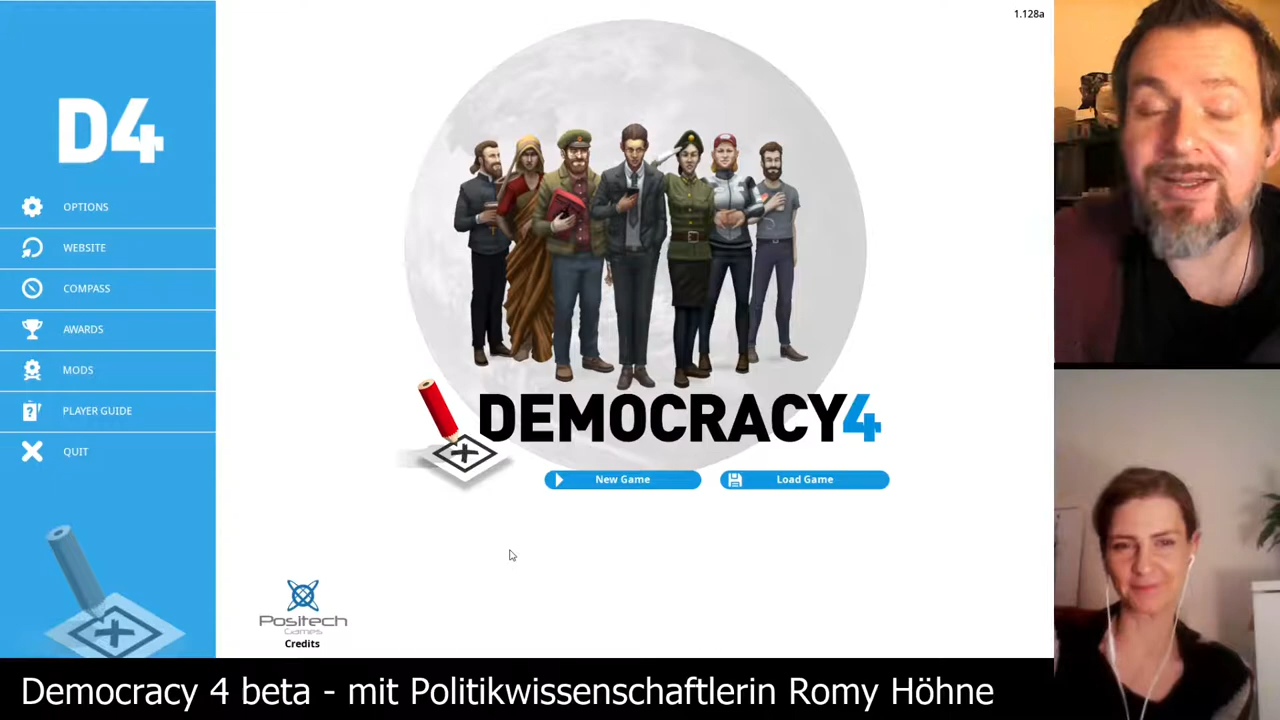 1.128a
D4
OPTIONS
WEBSITE
COMPASS
AWARDS
MODS
PLAYER GUIDE
QUIT
DEMOCRACY4
New Game
Load Game
Positech
Games
Credits
Democracy 4 beta - mit Politikwissenschaftlerin Romy Höhne